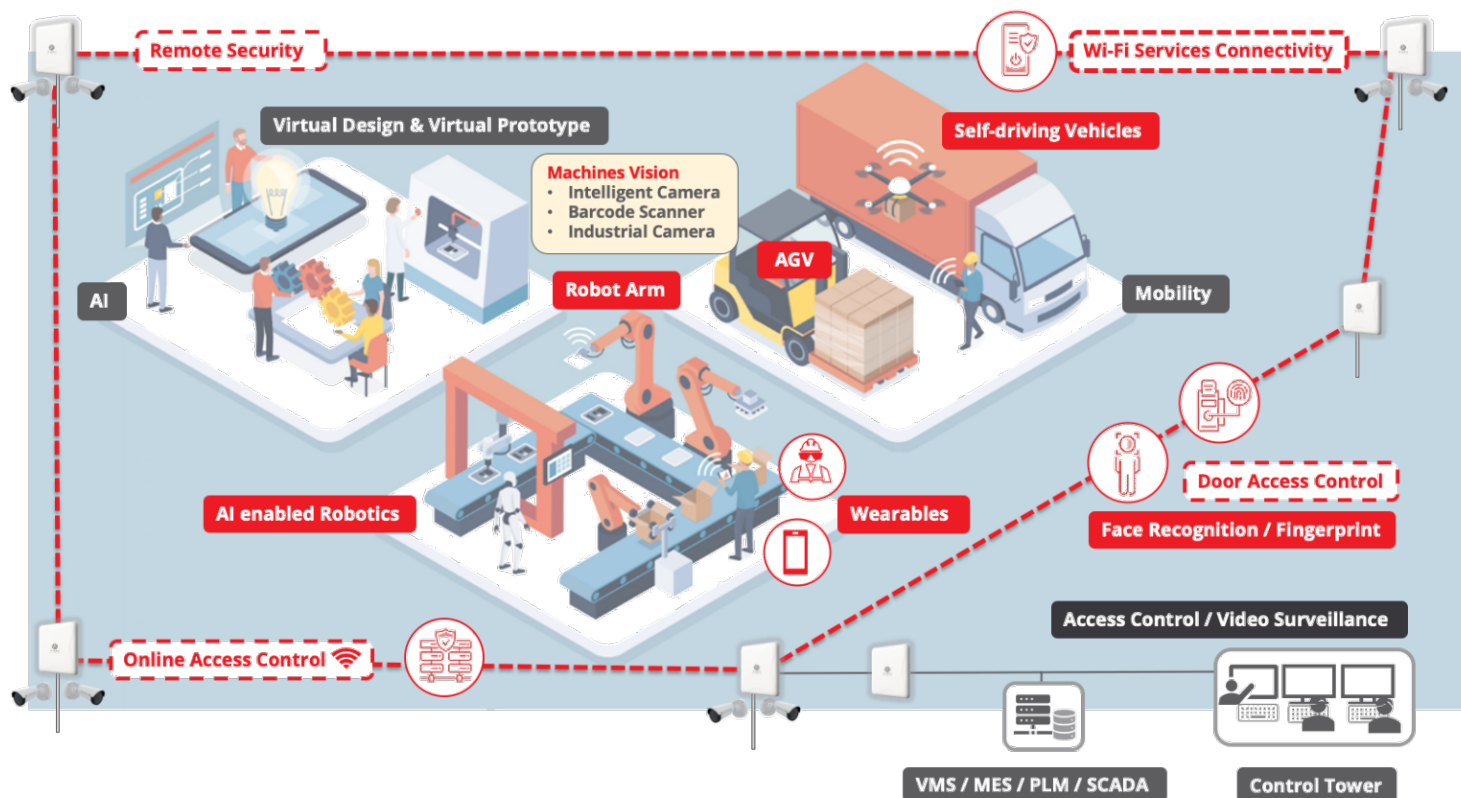 Remote Security
Wi-Fi Services Connectivity
Virtual Design & Virtual Prototype
Self-driving Vehicles
Machines Vision
• Intelligent Camera
• Barcode Scanner
• Industrial Camera
AGV
AI
Robot Arm
Mobility
Door Access Control
AI enabled Robotics
Wearables
Face Recognition / Fingerprint
Access Control / Video Surveillance
Online Access Control
VMS / MES / PLM / SCADA
Control Tower